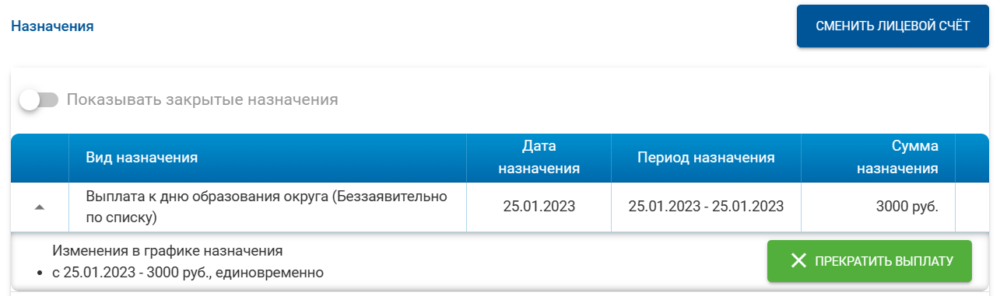 Назначения
СМЕНИТЬ ЛИЦЕВОЙ СЧЁТ
Показывать закрытые назначения
Вид назначения
Дата
назначения
Период назначения
Сумма
назначения
Выплата к дню образования округа (Беззаявительно
по списку)
25.01.2023
25.01.2023 - 25.01.2023
3000 руб.
Изменения в графике назначения
• с 25.01.2023 - 3000 руб., единовременно
ПРЕКРАТИТЬ ВЫПЛАТУ